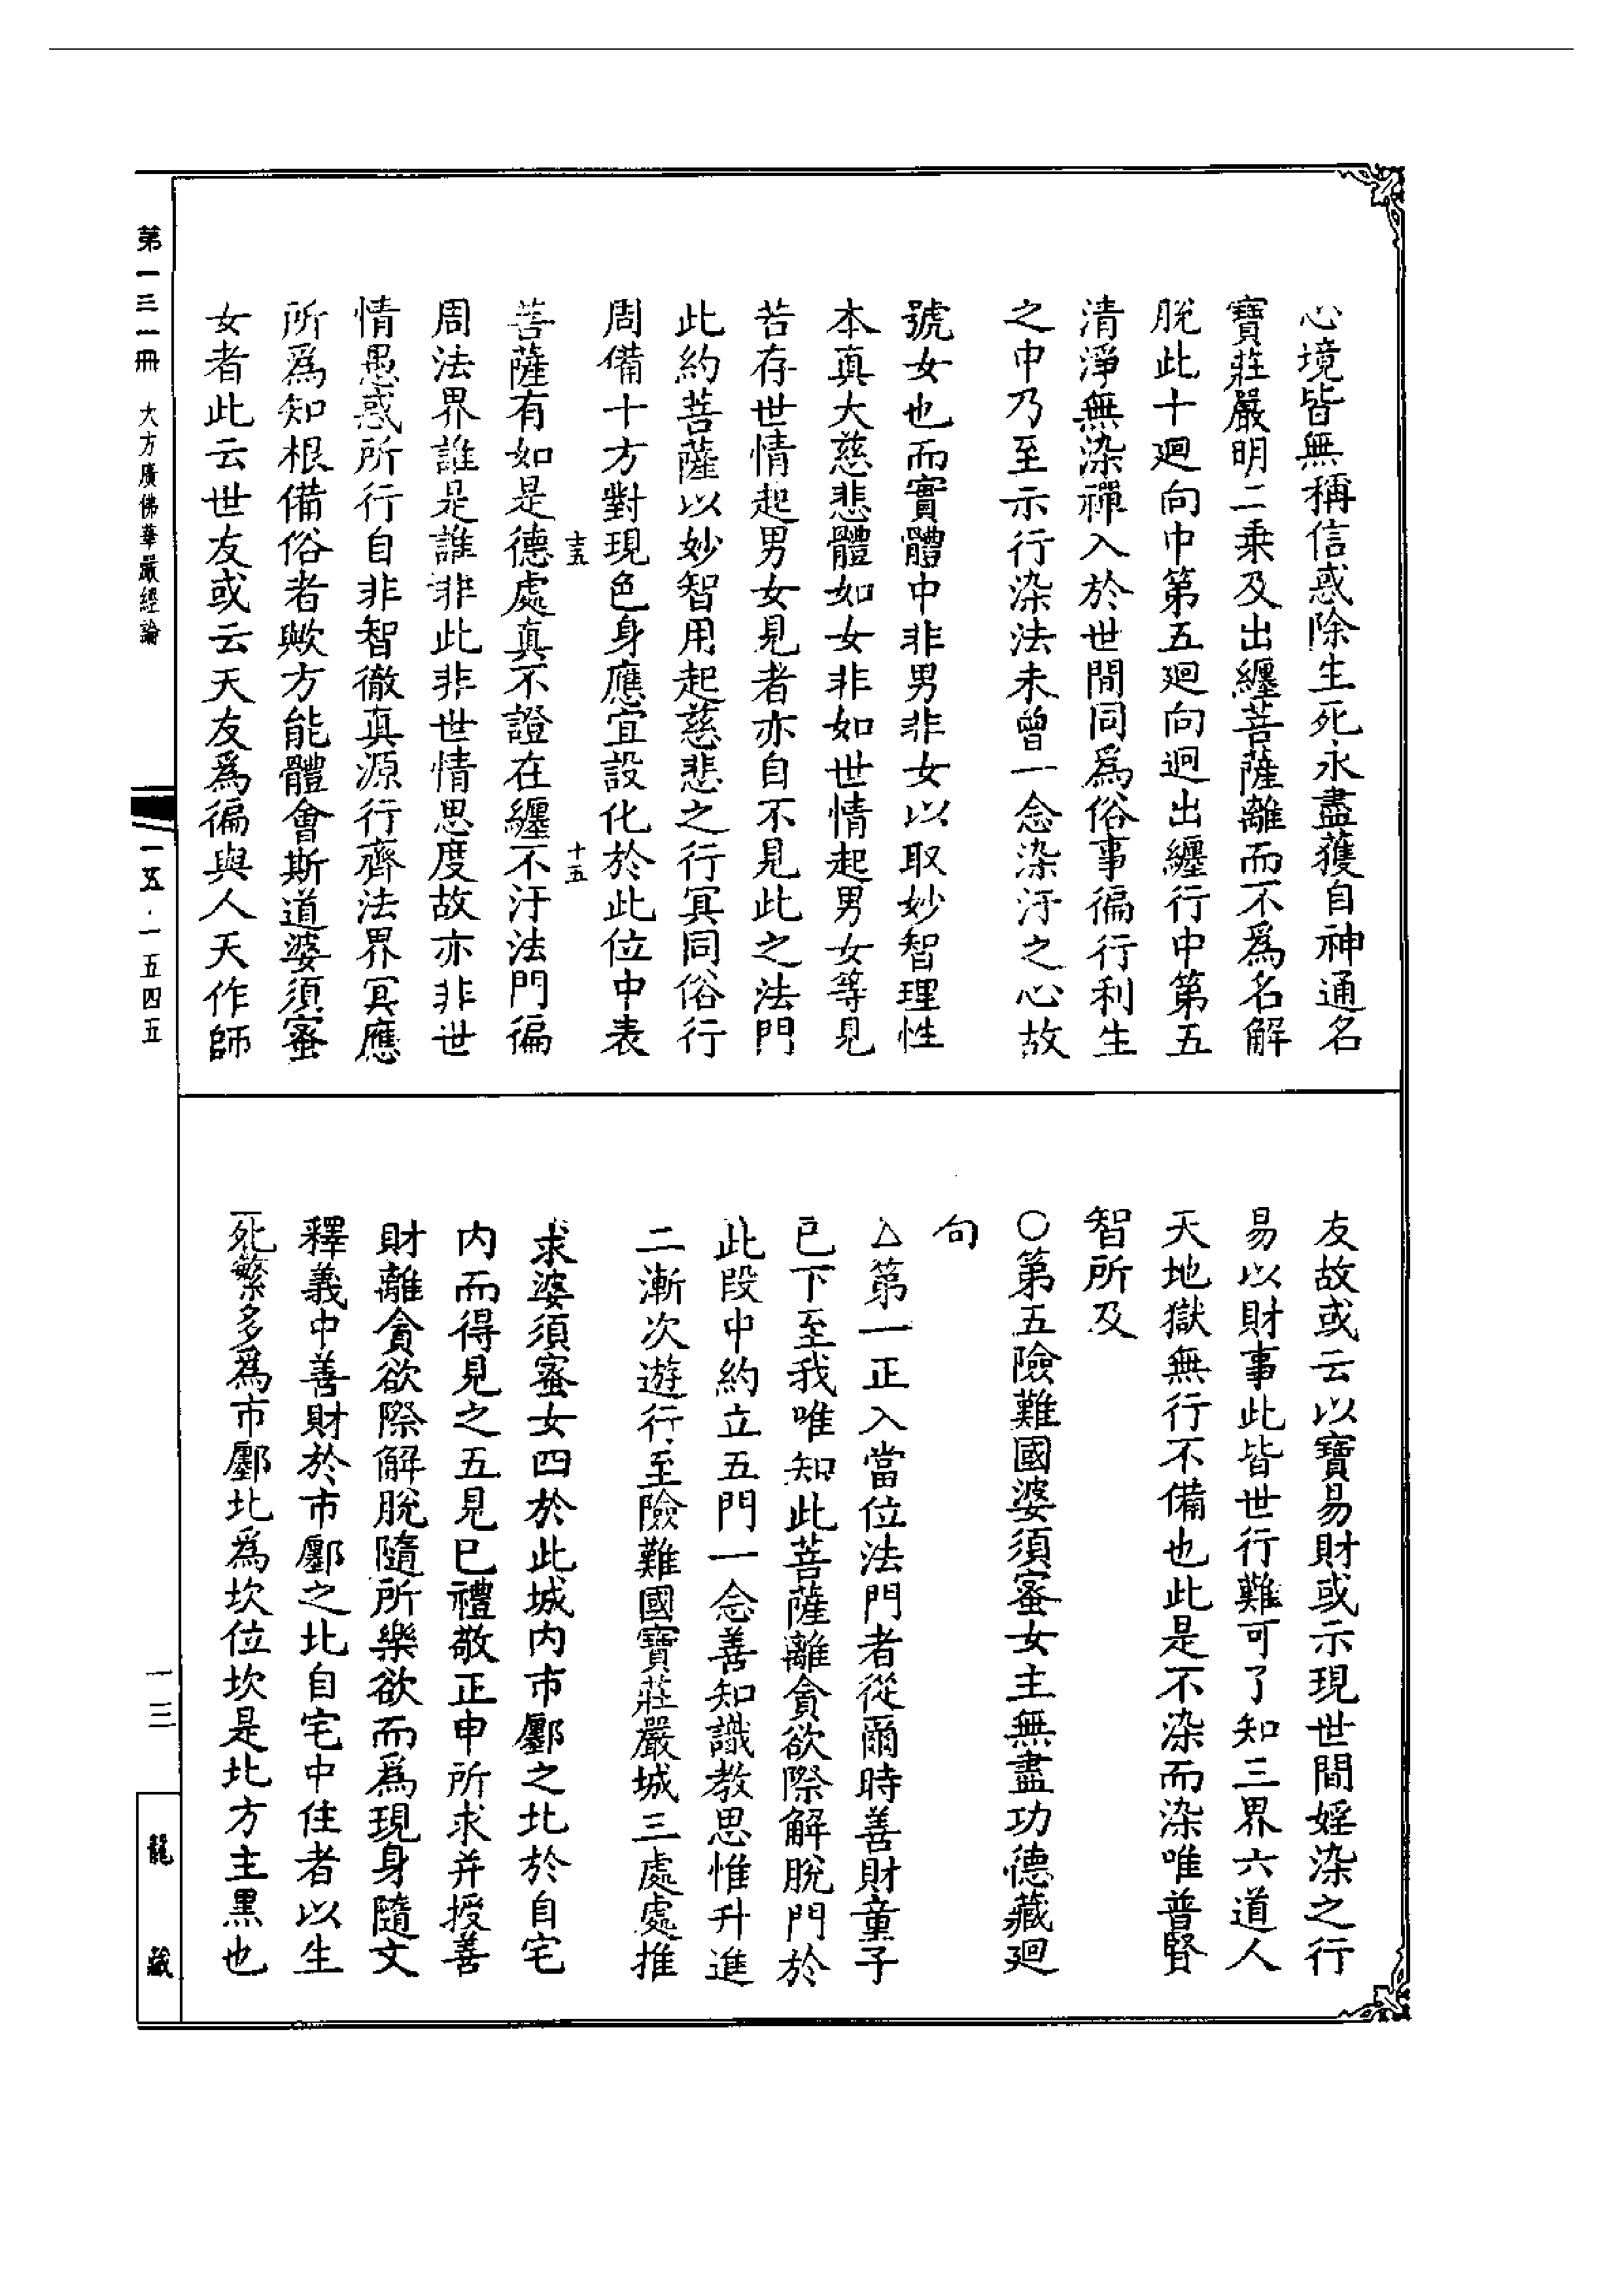 心境皆無稱信惑除生死永盡獲自神通名
寶莊嚴明二乘及出纏菩薩離而不爲名解
脫此十廻向中第五廻向迴出纏行中第五
清淨無染禪入於世間同爲俗事徧行利生
之中乃至示行染法未曾一念染汙之心故
號女也而實體中非男非女以取妙智理性
本真大慈悲體如女非如世情起男女等見
若存世情起男女見者亦自不見此之法門
此約菩薩以妙智用起慈悲之行冥同俗行
周備十方對現色身應宜設化於此位中表
十五
菩薩有如是德處真不證在纏不汙法門徧
周法界誰是誰非此非世情思度故亦非世
情愚惑所行自非智徹真源行齊法界冥應
所爲知根備俗者歟方能體會斯道婆須蜜
女者此云世友或云天友爲徧與人天作師
友故或云以寶易財或示現世間婬染之行
易以財事此皆世行難可了知三界六道人
天地獄無行不備也此是不染而染唯普賢
智所及
○第五險難國婆須蜜女主無盡功德藏廻
句
△第一正入當位法門者從爾時善財童子
已下至我唯知此菩薩離貪欲際解脫門於
此段中約立五門一念善知識教思惟升進
二漸次遊行至險難國寶莊嚴城三處處推
求婆須蜜女四於此城內市鄽之北於自宅
內而得見之五見已禮敬正申所求并授善
財離貪欲際解脫隨所樂欲而爲現身隨文
釋義中善財於市鄽之北自宅中住者以生
死繁多爲市鄽北爲坎位坎是北方主黑也
第一三一冊 大方廣佛華嚴經論
一五·一五四五
一三
龍藏